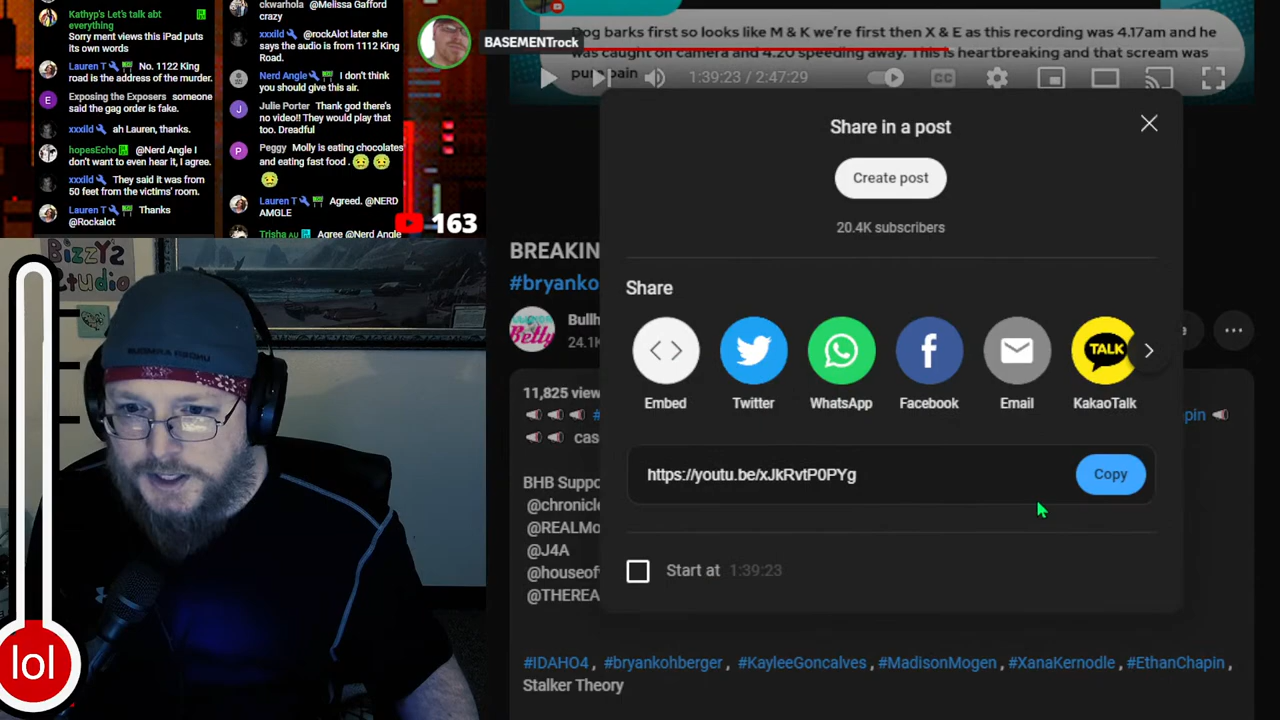 Kathyp's Let's talk abt
everything
Sorry ment views this iPad puts
its own words
Lauren T No. 1122 King
road is the address of the murder.
Exposing the Exposers someone
said the gag order is fake.
xxxild ah Lauren, thanks.
hopesEcho @Nerd Angle I
don't want to even hear it, I agree.
xxxild They said it was from
50 feet from the victims' room.
Lauren T Thanks
@Rockalot
ckwarhola @Melissa Gafford
crazy
xxxild @rockAlot later she
says the audio is from 1112 King
Road.
Nerd Angle I don't think
you should give this air.
Julie Porter Thank god there's
no video!! They would play that
too. Dreadful
Peggy Molly is eating chocolates
and eating fast food .
Lauren T Agreed. @NERD
AMGLE
Trisha AU Agree @Nerd Angle
163
BASEMENTrock
BizzYs
Studio
lol
Dog barks first so looks like M & K we're first then X & E as this recording was 4.17am and he
was caught on camera and 4.20 speeding away. This is heartbreaking and that scream was
pure pain
1:39:23 / 2:47:29
CC
Share in a post
Create post
20.4K subscribers
Share
Embed
Twitter
WhatsApp
Facebook
Email
TALK
KakaoTalk
https://youtu.be/xJkRvtP0PYg
Copy
Start at 1:39:23
BREAKIN
#bryanko
Betty
Bullh
24.1K
11,825 view
cas
BHB Suppo
@chronicle
@REALMo
@J4A
@houseof
@THEREA
#IDAHO4 , #bryankohberger , #KayleeGoncalves , #MadisonMogen , #XanaKernodle , #EthanChapin ,
Stalker Theory